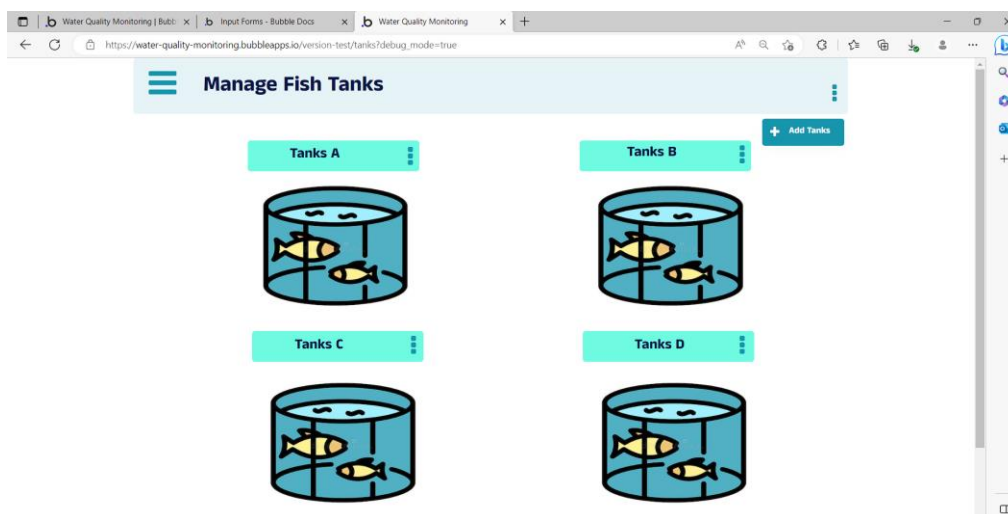 Water Quality Monitoring | Bubb
Input Forms - Bubble Docs
Water Quality Monitoring
https://water-quality-monitoring.bubbleapps.io/version-test/tanks?debug_mode=true
Manage Fish Tanks
+ Add Tanks
Tanks A
Tanks B
Tanks C
Tanks D